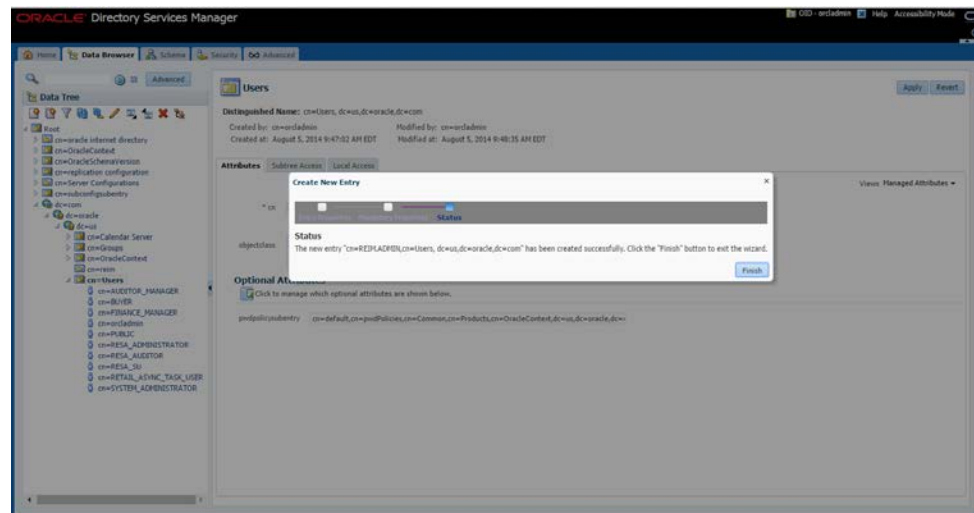 ORACLE Directory Services Manager
OID - orcladmin Help Accessibility Mode
Home Data Browser Schema Security Advanced
Advanced
Data Tree
Root
cn=oracle internet directory
cn=OracleContext
cn=OracleSchemaVersion
cn=replication configuration
cn=Server Configurations
cn=subconfigsubentry
dc=com
dc=oracle
dc=us
cn=Calendar Server
cn=Groups
cn=OracleContext
cn=reim
cn=Users
cn=AUDITOR_MANAGER
cn=BUYER
cn=FINANCE_MANAGER
cn=orcladmin
cn=PUBLIC
cn=RESA_ADMINISTRATOR
cn=RESA_AUDITOR
cn=RESA_SU
cn=RETAIL_ASYNC_TASK_USER
cn=SYSTEM_ADMINISTRATOR
Users
Apply Revert
Distinguished Name: cn=Users, dc=us,dc=oracle,dc=com
Created by: cn=orcladmin Modified by: cn=orcladmin
Created at: August 5, 2014 9:47:02 AM EDT Modified at: August 5, 2014 9:48:35 AM EDT
Attributes Subtree Access Local Access
Views Managed Attributes
* cn
objectclass
Create New Entry
Entry Properties Mandatory Properties Status
Status
The new entry "cn=REIM_ADMIN,cn=Users, dc=us,dc=oracle,dc=com" has been created successfully. Click the "Finish" button to exit the wizard.
Finish
Optional
Click to manage which optional attributes are shown below.
pwdpolicysubentry cn=default,cn=pwdPolicies,cn=Common,cn=Products,cn=OracleContext,dc=us,dc=oracle,dc=